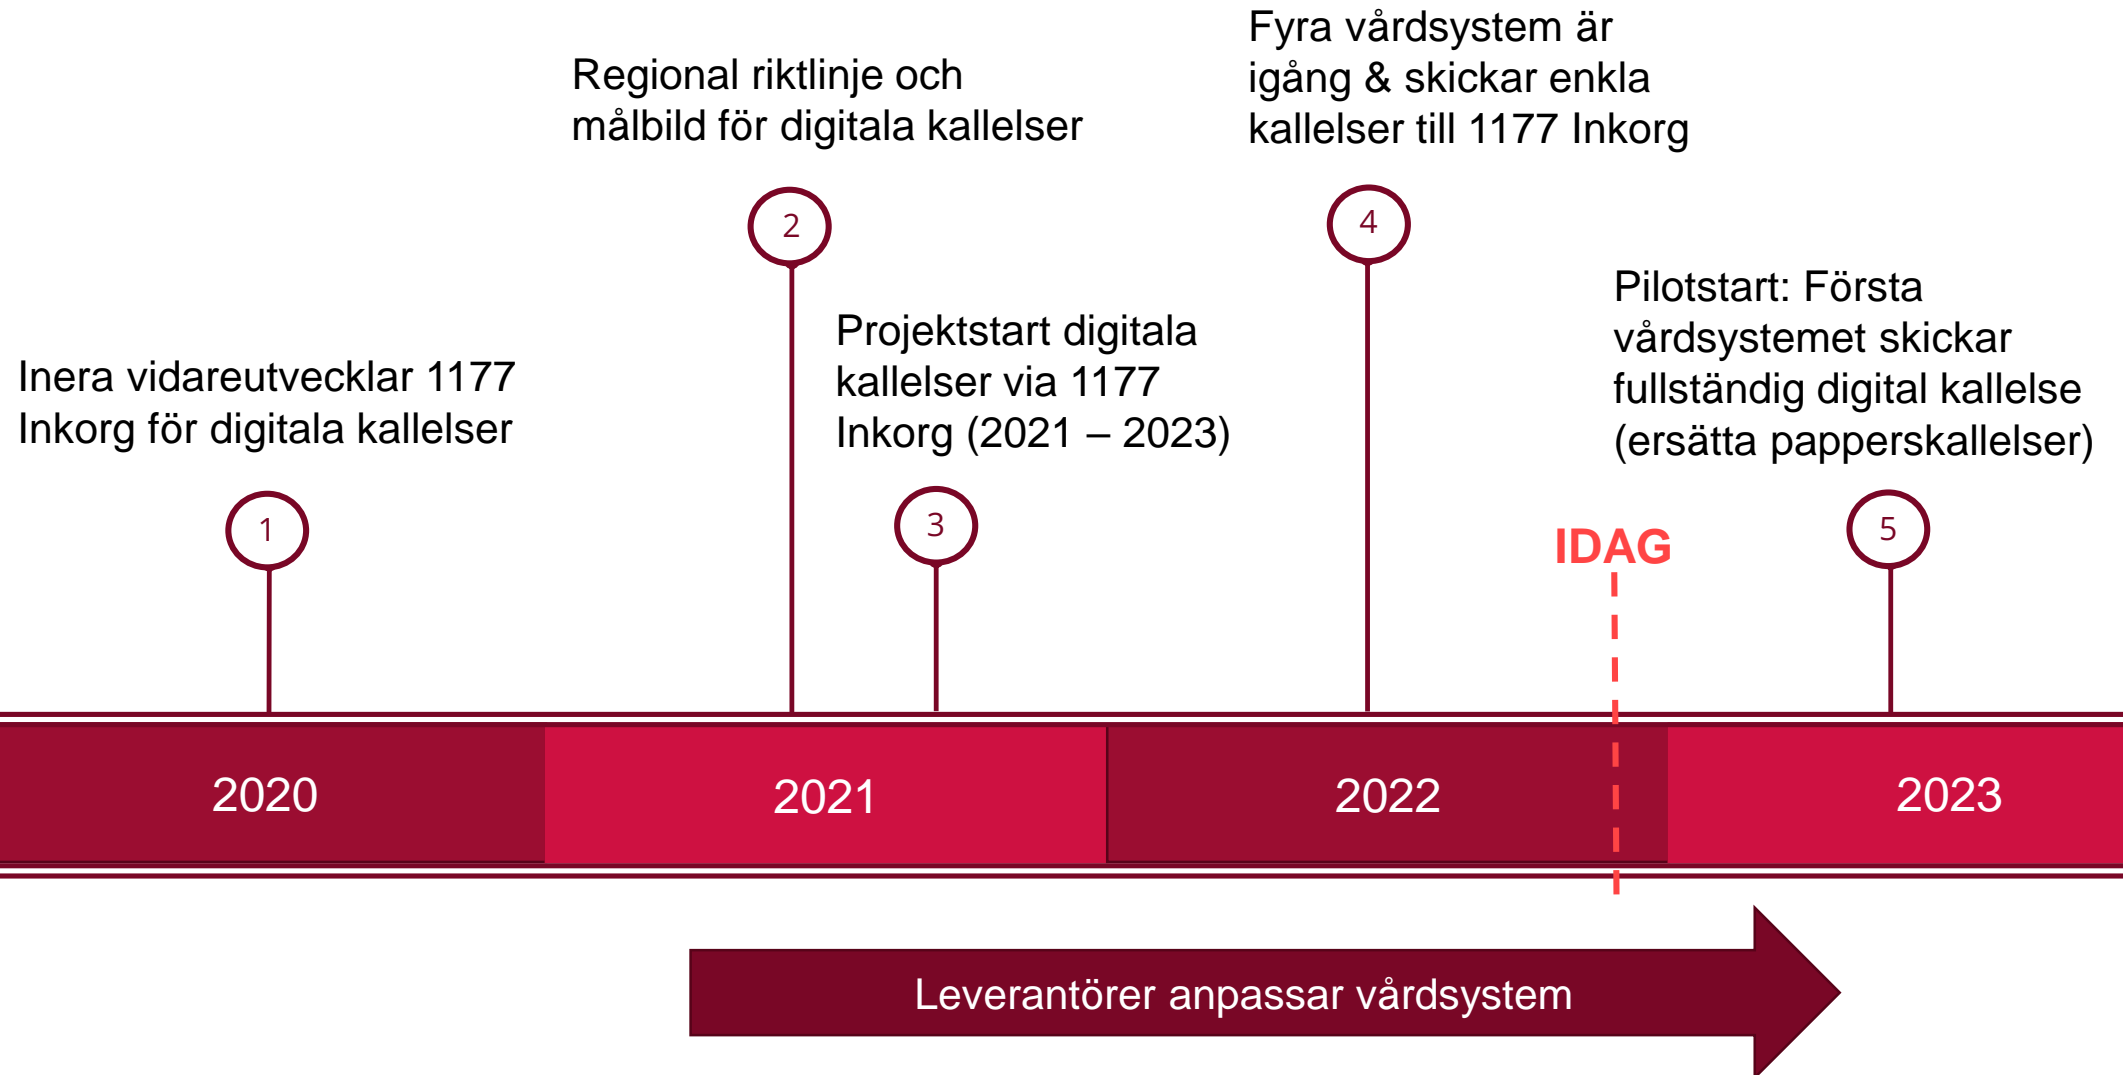 Fyra vårdsystem är
igång & skickar enkla
kallelser till 1177 Inkorg
Regional riktlinje och
målbild för digitala kallelser
2
4
Pilotstart: Första
vårdsystemet skickar
fullständig digital kallelse
(ersätta papperskallelser)
Projektstart digitala
kallelser via 1177
Inkorg (2021 – 2023)
Inera vidareutvecklar 1177
Inkorg för digitala kallelser
1
3
5
IDAG
2020
2021
2022
2023
Leverantörer anpassar vårdsystem